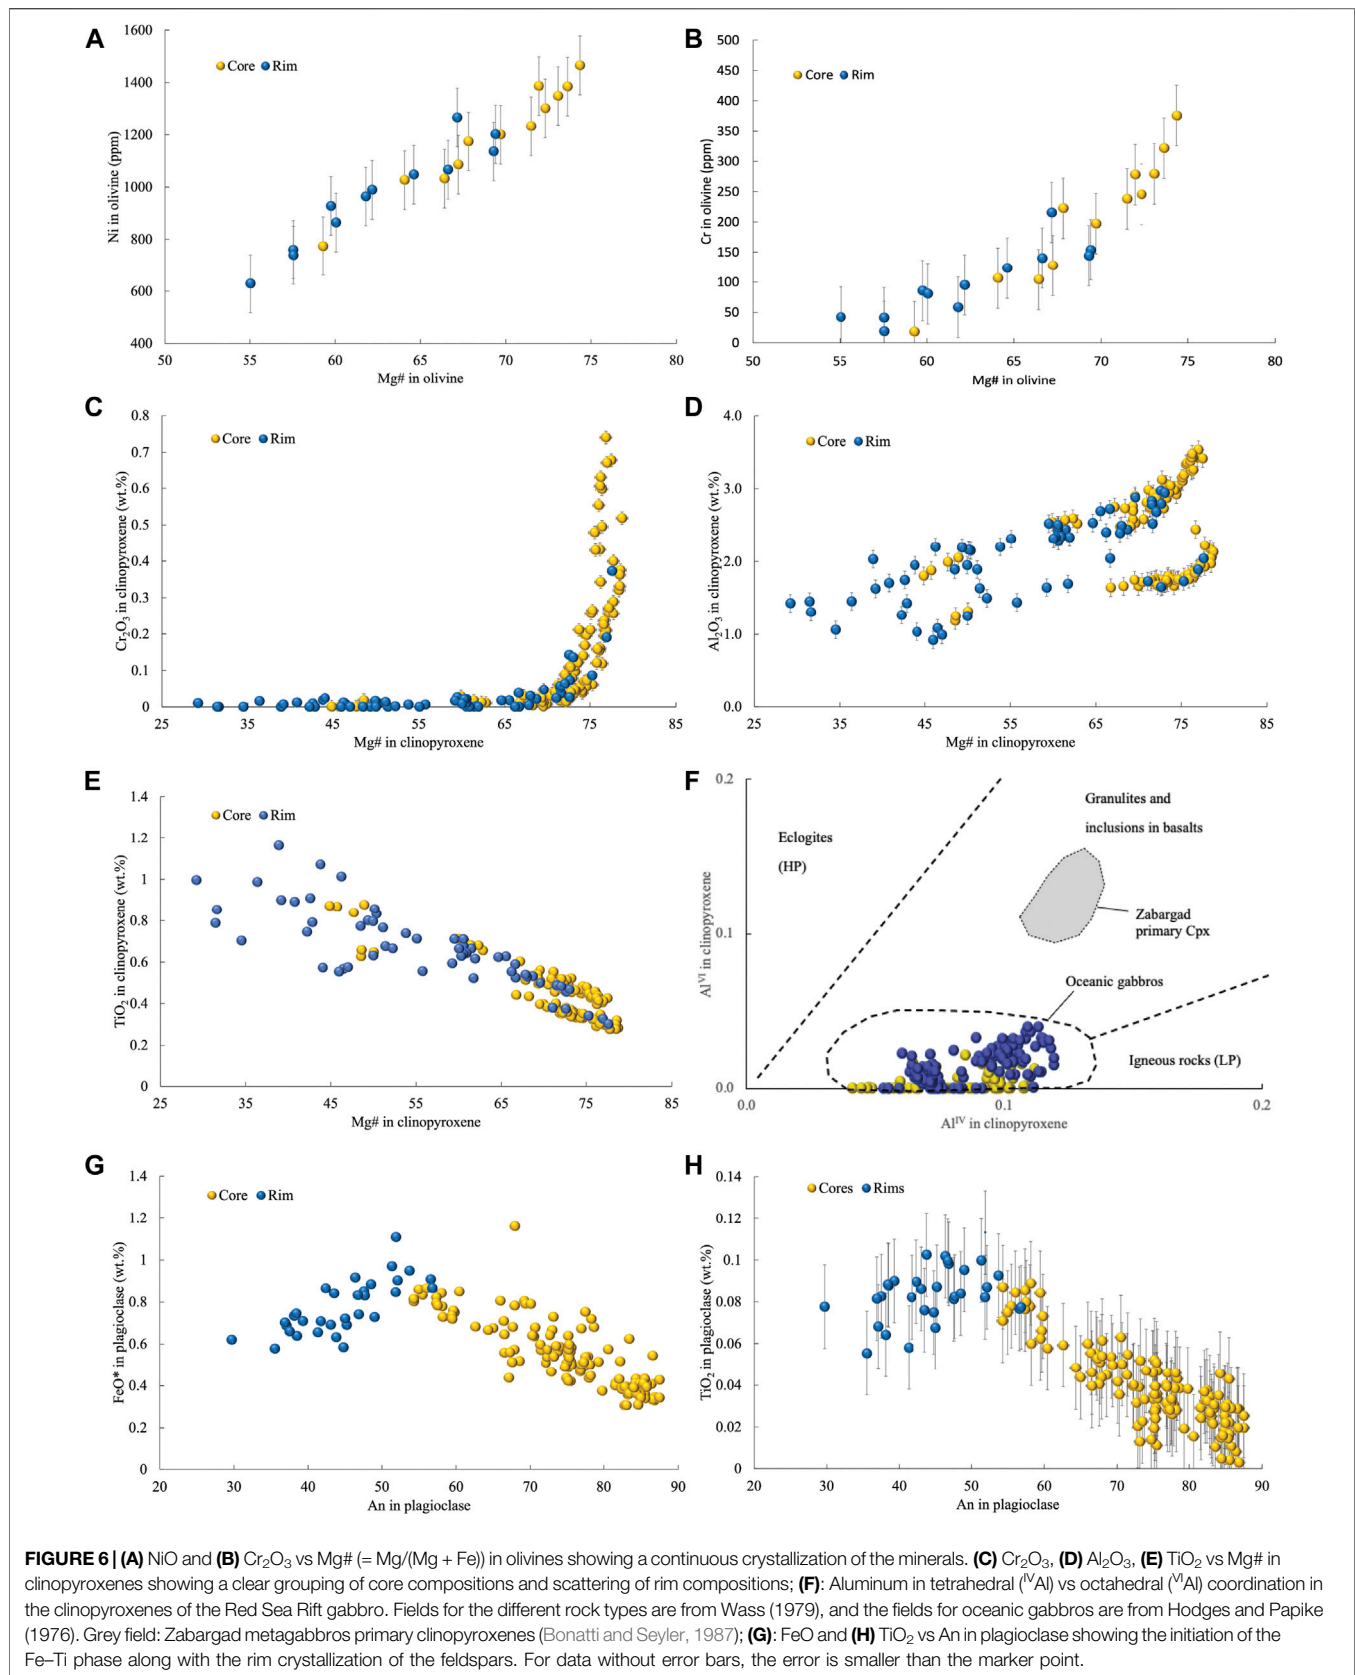 A
1600
1400
1200
1000
800
600
400
50
55
60
65
70
75
80
Core
Rim
Ni in olivine (ppm)
Mg# in olivine
B
500
450
400
350
300
250
200
150
100
50
0
50
55
60
65
70
75
80
Core
Rim
Cr in olivine (ppm)
Mg# in olivine
C
0.8
0.7
0.6
0.5
0.4
0.3
0.2
0.1
0
25
35
45
55
65
75
85
Core
Rim
Cr₂O₃ in clinopyroxene (wt.%)
Mg# in clinopyroxene
D
4.0
3.0
2.0
1.0
0.0
25
35
45
55
65
75
85
Core
Rim
Al₂O₃ in clinopyroxene (wt.%)
Mg# in clinopyroxene
E
1.4
1.2
1
0.8
0.6
0.4
0.2
0
25
35
45
55
65
75
85
Core
Rim
TiO₂ in clinopyroxene (wt.%)
Mg# in clinopyroxene
F
0.2
0.1
0.0
0.0
0.1
0.2
Eclogites
(HP)
Granulites and
inclusions in basalts
Zabargad
primary Cpx
Oceanic gabbros
Igneous rocks (LP)
Alⱽᴵ in clinopyroxene
Alᴵⱽ in clinopyroxene
G
1.4
1.2
1
0.8
0.6
0.4
0.2
0
20
30
40
50
60
70
80
90
Core
Rim
FeO* in plagioclase (wt.%)
An in plagioclase
H
0.14
0.12
0.1
0.08
0.06
0.04
0.02
0
20
30
40
50
60
70
80
90
Cores
Rims
TiO₂ in plagioclase (wt.%)
An in plagioclase
FIGURE 6 | (A) NiO and (B) Cr₂O₃ vs Mg# (= Mg/(Mg + Fe)) in olivines showing a continuous crystallization of the minerals. (C) Cr₂O₃, (D) Al₂O₃, (E) TiO₂ vs Mg# in
clinopyroxenes showing a clear grouping of core compositions and scattering of rim compositions; (F): Aluminum in tetrahedral (ᴵⱽAl) vs octahedral (ⱽᴵAl) coordination in
the clinopyroxenes of the Red Sea Rift gabbro. Fields for the different rock types are from Wass (1979), and the fields for oceanic gabbros are from Hodges and Papike
(1976). Grey field: Zabargad metagabbros primary clinopyroxenes (Bonatti and Seyler, 1987); (G): FeO and (H) TiO₂ vs An in plagioclase showing the initiation of the
Fe–Ti phase along with the rim crystallization of the feldspars. For data without error bars, the error is smaller than the marker point.